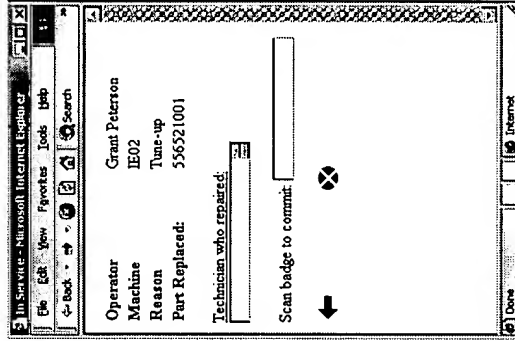 In Service - Microsoft Internet Explorer
File Edit View Favorites Tools Help
Back Search
Operator Grant Peterson
Machine IE02
Reason Tune-up
Part Replaced: 556521001
Technician who repaired:
Scan badge to commit:
Done Internet